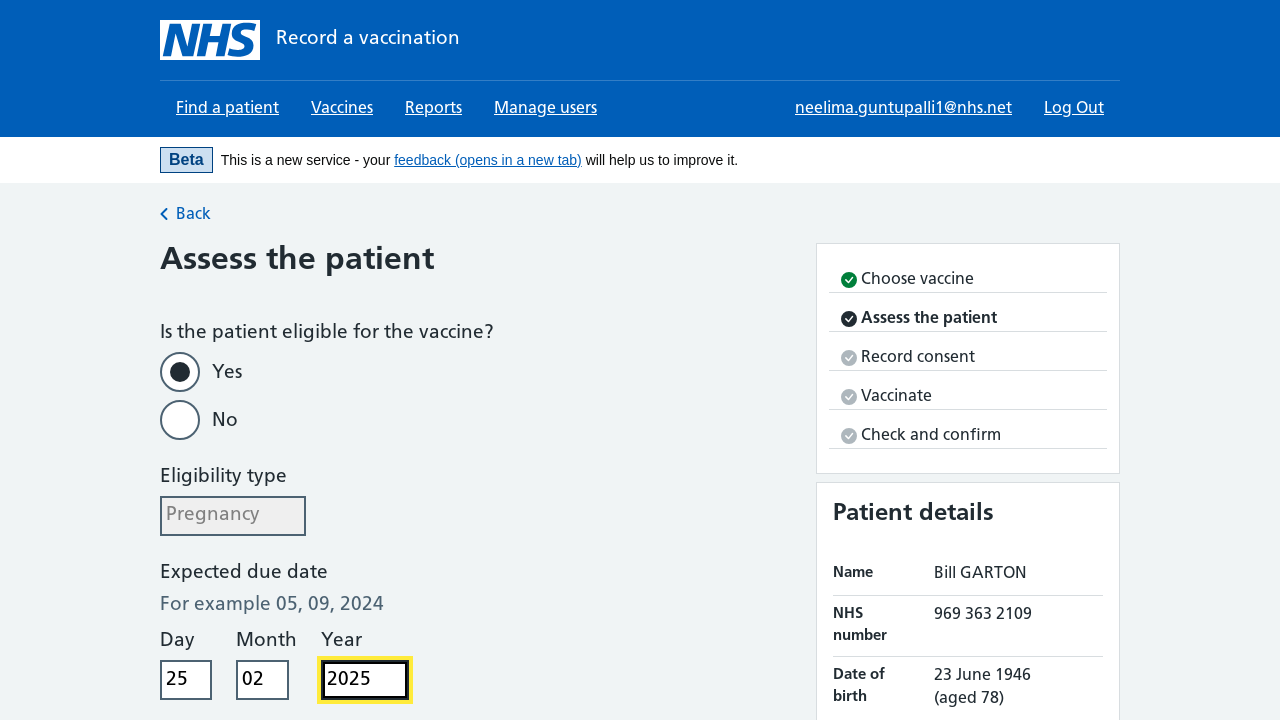 NHS Record a vaccination
Find a patient Vaccines Reports Manage users neelima.guntupalli1@nhs.net Log Out
Beta This is a new service - your feedback (opens in a new tab) will help us to improve it.
Back
Assess the patient
Is the patient eligible for the vaccine?
Yes
No
Eligibility type
Pregnancy
Expected due date
For example 05, 09, 2024
Day Month Year
25 02 2025
Choose vaccine
Assess the patient
Record consent
Vaccinate
Check and confirm
Patient details
Name Bill GARTON
NHS number 969 363 2109
Date of birth 23 June 1946 (aged 78)